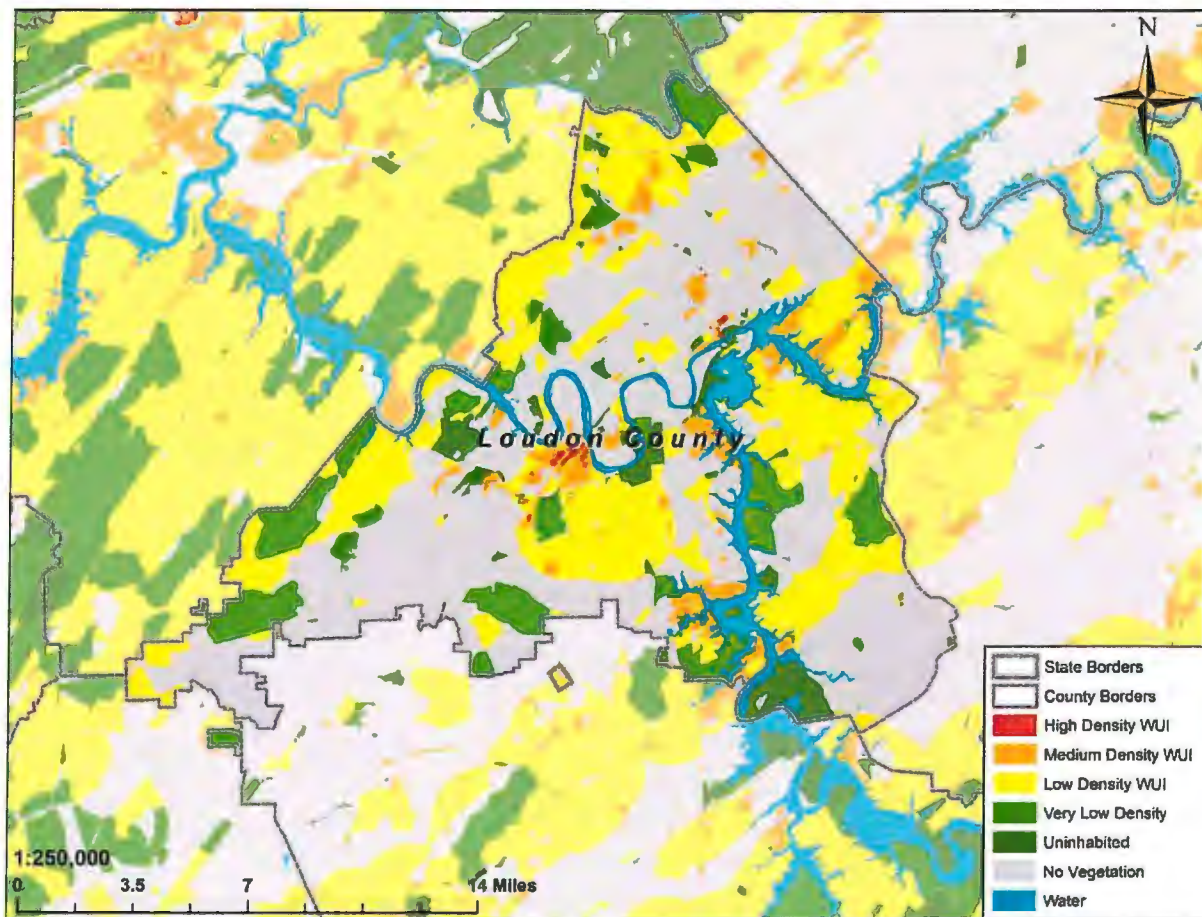 N
Loudon County
State Borders
County Borders
High Density WUI
Medium Density WUI
Low Density WUI
Very Low Density
Uninhabited
No Vegetation
Water
1:250,000
0 3.5 7 14 Miles